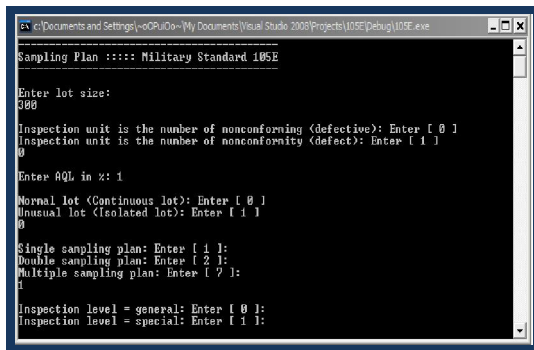 c:\Documents and Settings\~oOPuiOo~\My Documents\Visual Studio 2008\Projects\105E\Debug\105E.exe
Sampling Plan ::::: Military Standard 105E
Enter lot size:
300
Inspection unit is the number of nonconforming (defective): Enter [ 0 ]
Inspection unit is the number of nonconformity (defect): Enter [ 1 ]
0
Enter AQL in %: 1
Normal lot (Continuous lot): Enter [ 0 ]
Unusual lot (Isolated lot): Enter [ 1 ]
0
Single sampling plan: Enter [ 1 ]:
Double sampling plan: Enter [ 2 ]:
Multiple sampling plan: Enter [ 7 ]:
1
Inspection level = general: Enter [ 0 ]:
Inspection level = special: Enter [ 1 ]: